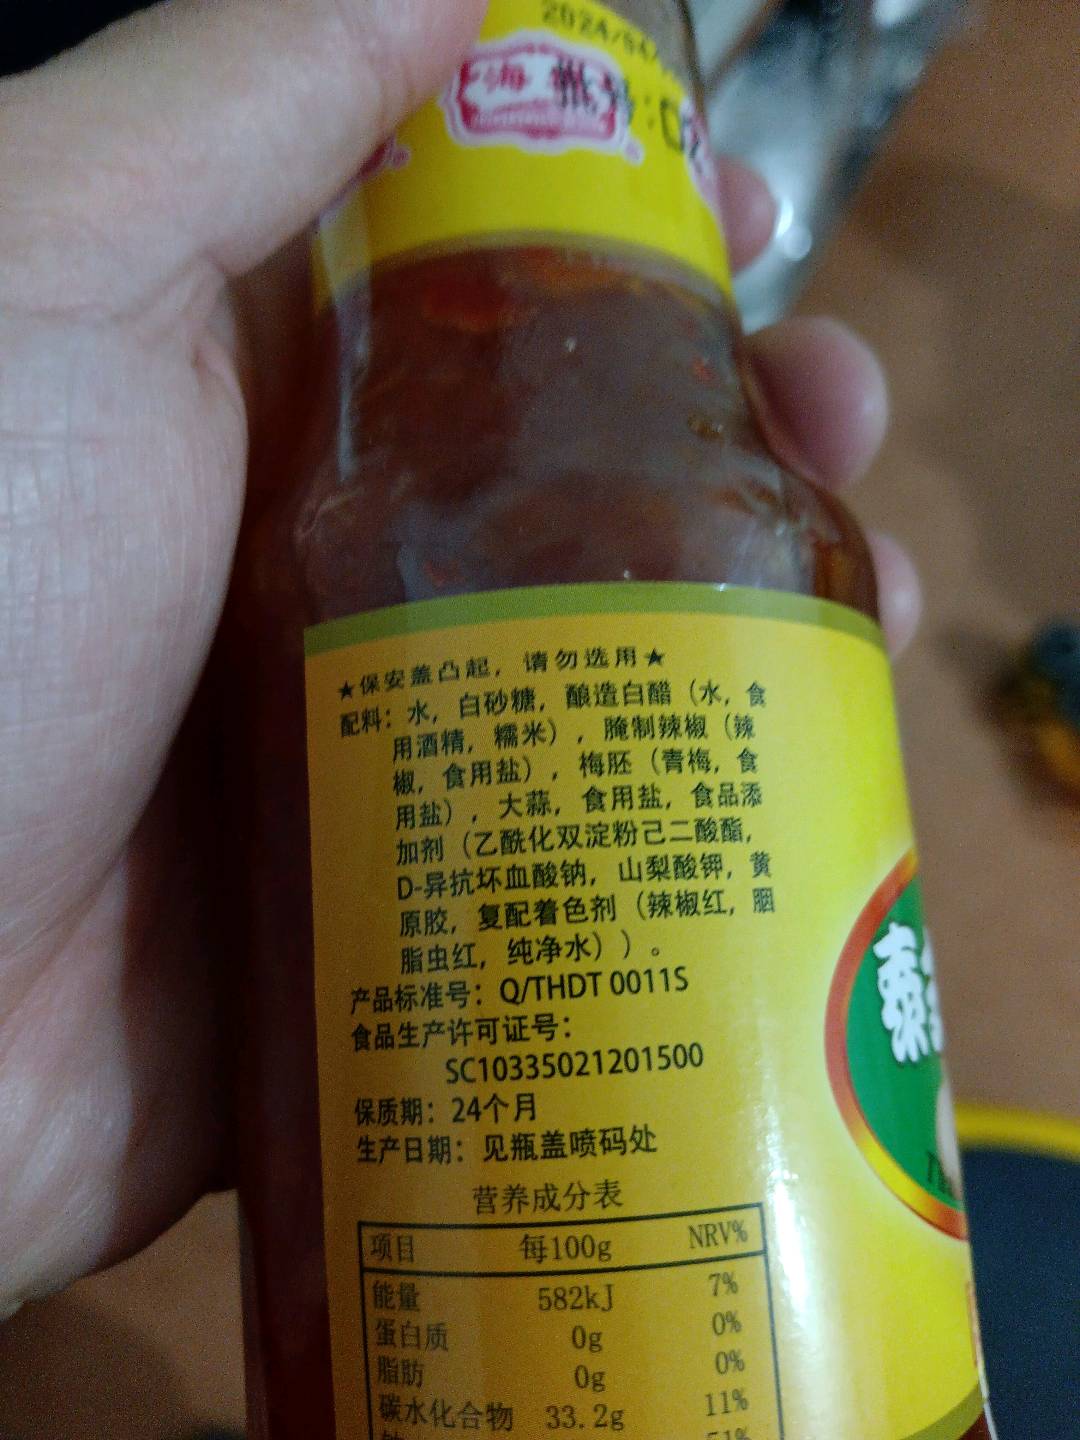 海
批号:
★保安盖凸起，请勿选用★
配料：水，白砂糖，酿造白醋（水，食
用酒精，糯米），腌制辣椒（辣
椒，食用盐），梅胚（青梅，食
用盐），大蒜，食用盐，食品添
加剂（乙酰化双淀粉己二酸酯，
D-异抗坏血酸钠，山梨酸钾，黄
原胶，复配着色剂（辣椒红，胭
脂虫红，纯净水））。
产品标准号：Q/THDT 0011S
食品生产许可证号：
SC10335021201500
保质期：24个月
生产日期：见瓶盖喷码处
营养成分表
项目 每100g NRV%
能量 582kJ 7%
蛋白质 0g 0%
脂肪 0g 0%
碳水化合物 33.2g 11%
51%
泰